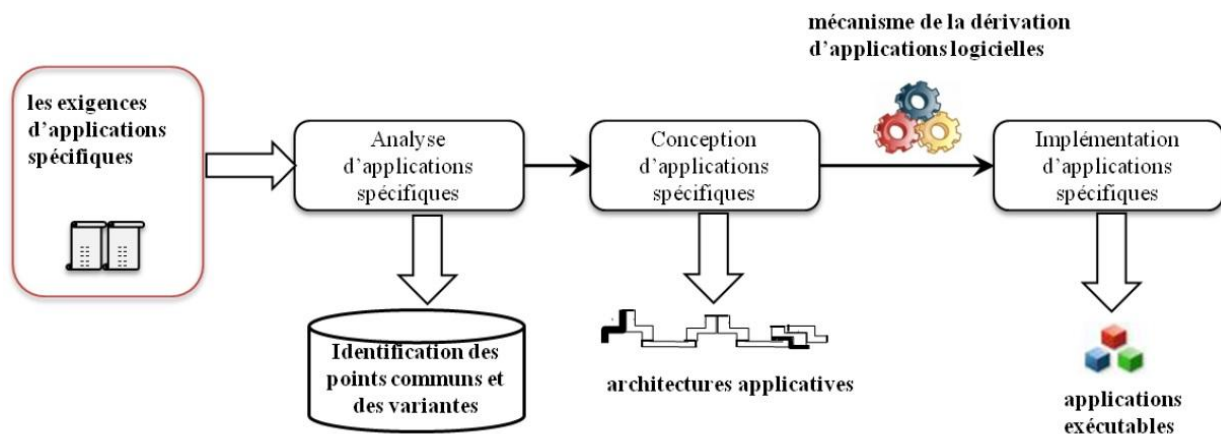 mécanisme de la dérivation
d'applications logicielles
les exigences
d'applications
spécifiques
Analyse
d'applications
spécifiques
Conception
d'applications
spécifiques
Implémentation
d'applications
spécifiques
Identification des
points communs et
des variantes
architectures applicatives
applications
exécutables